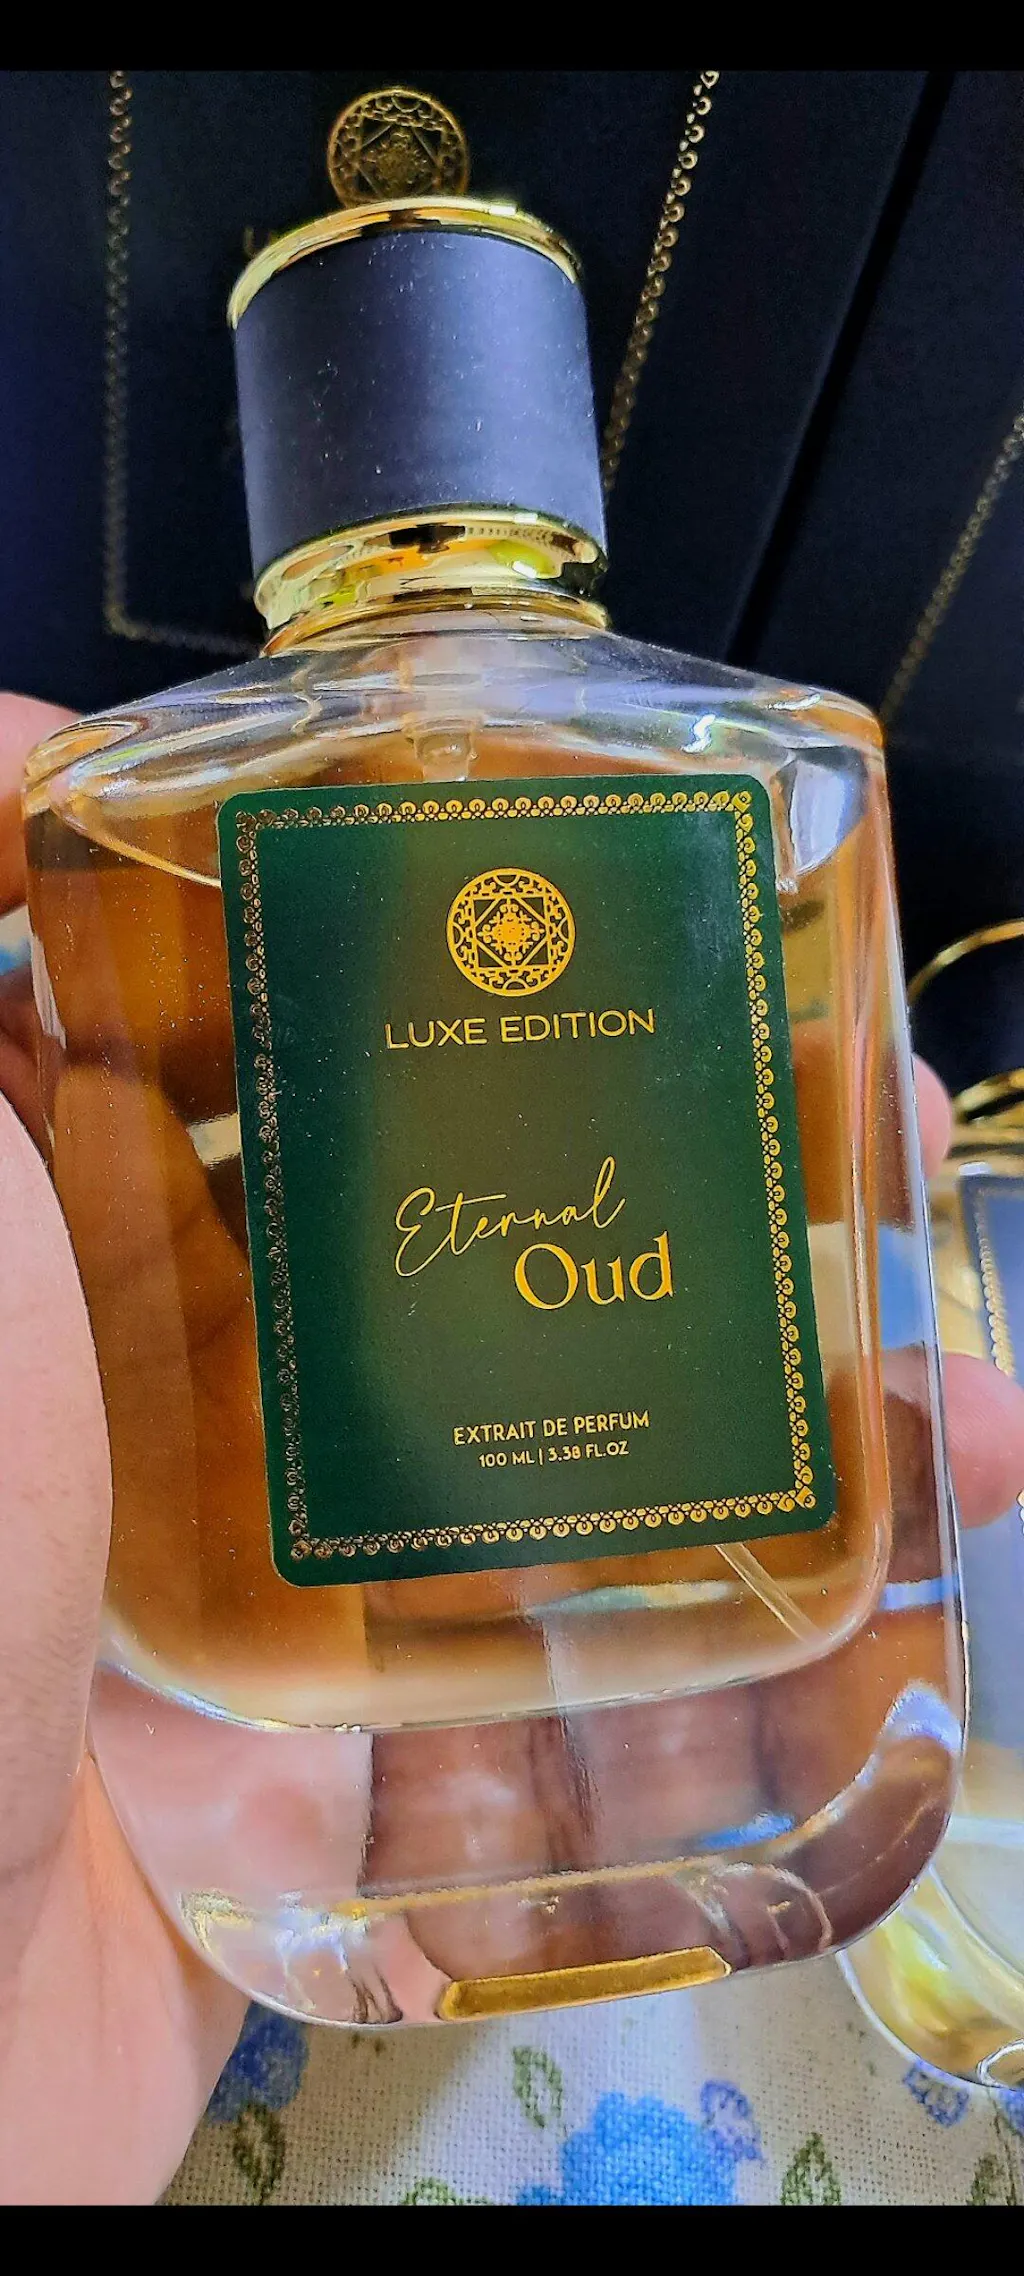 LUXE EDITION
Eternal
Oud
EXTRAIT DE PERFUM
100 ML | 3.38 FL.OZ